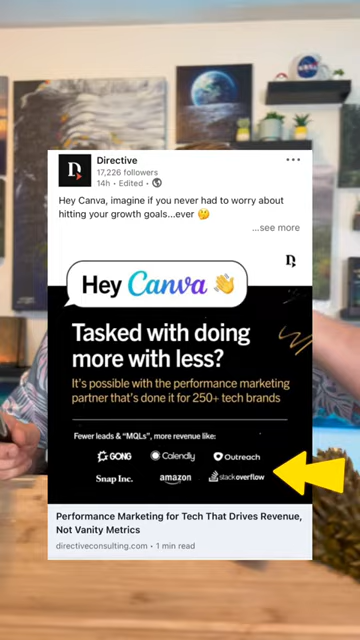 Directive
17,226 followers
14h • Edited •
Hey Canva, imagine if you never had to worry about
hitting your growth goals...ever 🤔
...see more
Hey Canva 👋
Tasked with doing
more with less?
It's possible with the performance marketing
partner that's done it for 250+ tech brands
Fewer leads & "MQLs", more revenue like:
GONG Calendly Outreach
Snap Inc. amazon stack overflow
Performance Marketing for Tech That Drives Revenue,
Not Vanity Metrics
directiveconsulting.com • 1 min read